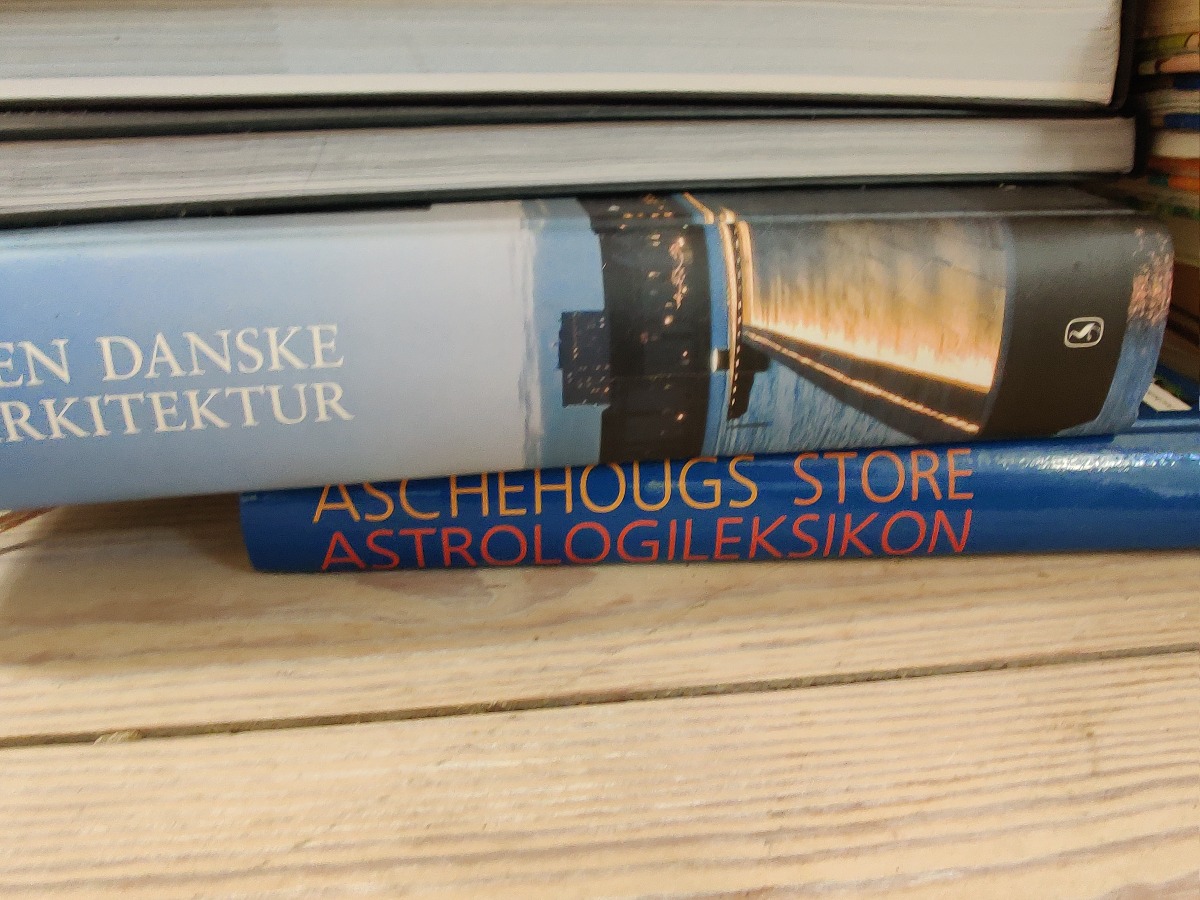 EN DANSKE
RKITEKTUR
ASCHEHOUGS STORE
ASTROLOGILEKSIKON